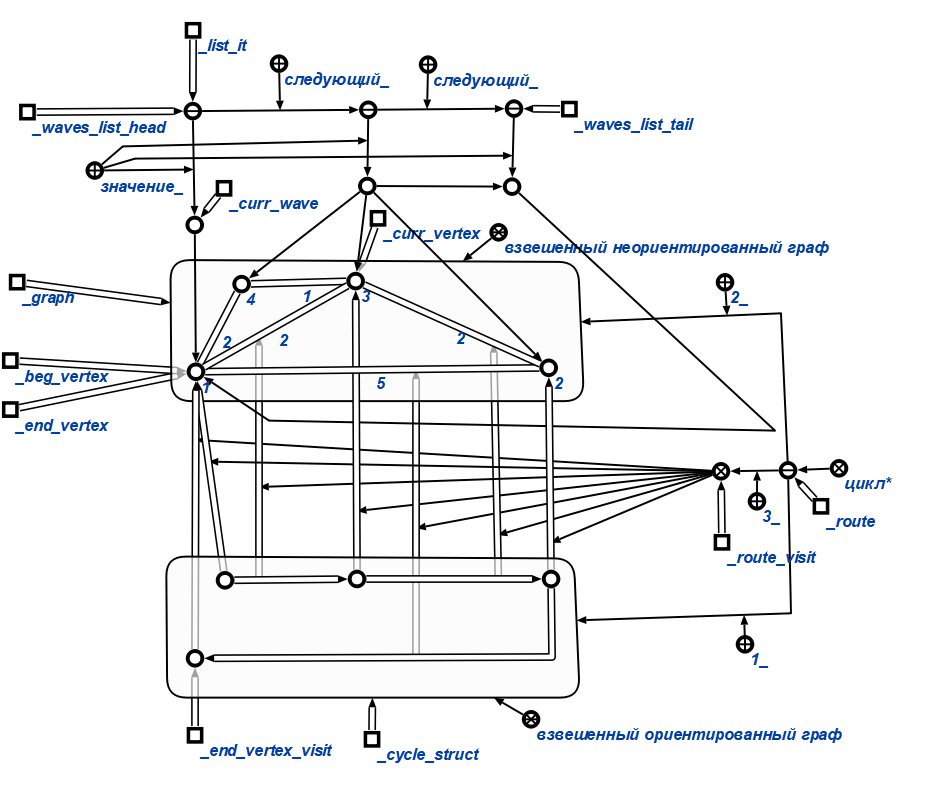 _list_it
следующий_
следующий_
_waves_list_head
_waves_list_tail
значение_
_curr_wave
_curr_vertex
взвешенный неориентированный граф
_graph
4
1
3
2_
2
2
2
_beg_vertex
1
5
2
_end_vertex
цикл*
3_
_route
_route_visit
1_
взвешенный ориентированный граф
_end_vertex_visit
_cycle_struct